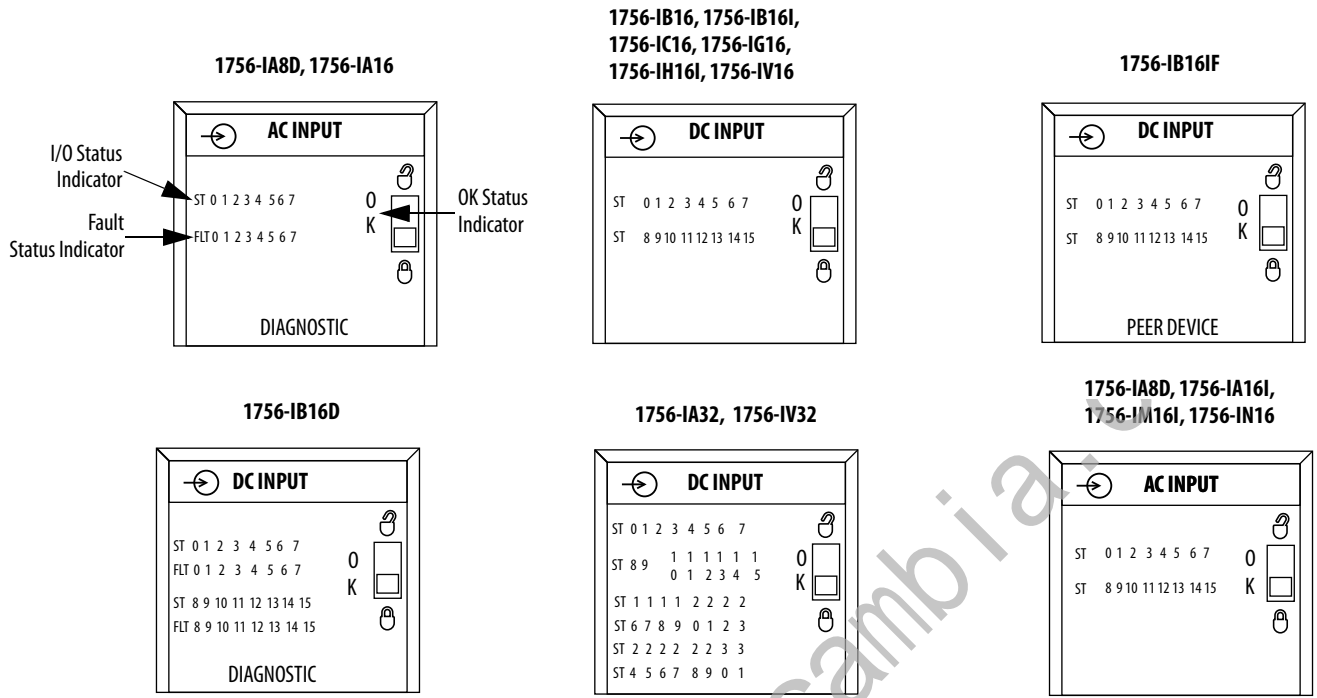 1756-IA8D, 1756-IA16
AC INPUT
I/O Status
Indicator
ST 0 1 2 3 4 5 6 7
Fault
Status Indicator
FLT 0 1 2 3 4 5 6 7
O
K
OK Status
Indicator
DIAGNOSTIC
1756-IB16, 1756-IB16I,
1756-IC16, 1756-IG16,
1756-IH16I, 1756-IV16
DC INPUT
ST 0 1 2 3 4 5 6 7
ST 8 9 10 11 12 13 14 15
O
K
1756-IB16IF
DC INPUT
ST 0 1 2 3 4 5 6 7
ST 8 9 10 11 12 13 14 15
O
K
PEER DEVICE
1756-IB16D
DC INPUT
ST 0 1 2 3 4 5 6 7
FLT 0 1 2 3 4 5 6 7
ST 8 9 10 11 12 13 14 15
FLT 8 9 10 11 12 13 14 15
O
K
DIAGNOSTIC
1756-IA32, 1756-IV32
DC INPUT
ST 0 1 2 3 4 5 6 7
ST 8 9 1 1 1 1 1 1
0 1 2 3 4 5
ST 1 1 1 1 2 2 2 2
ST 6 7 8 9 0 1 2 3
ST 2 2 2 2 2 2 3 3
ST 4 5 6 7 8 9 0 1
O
K
1756-IA8D, 1756-IA16I,
1756-IM16I, 1756-IN16
AC INPUT
ST 0 1 2 3 4 5 6 7
ST 8 9 10 11 12 13 14 15
O
K